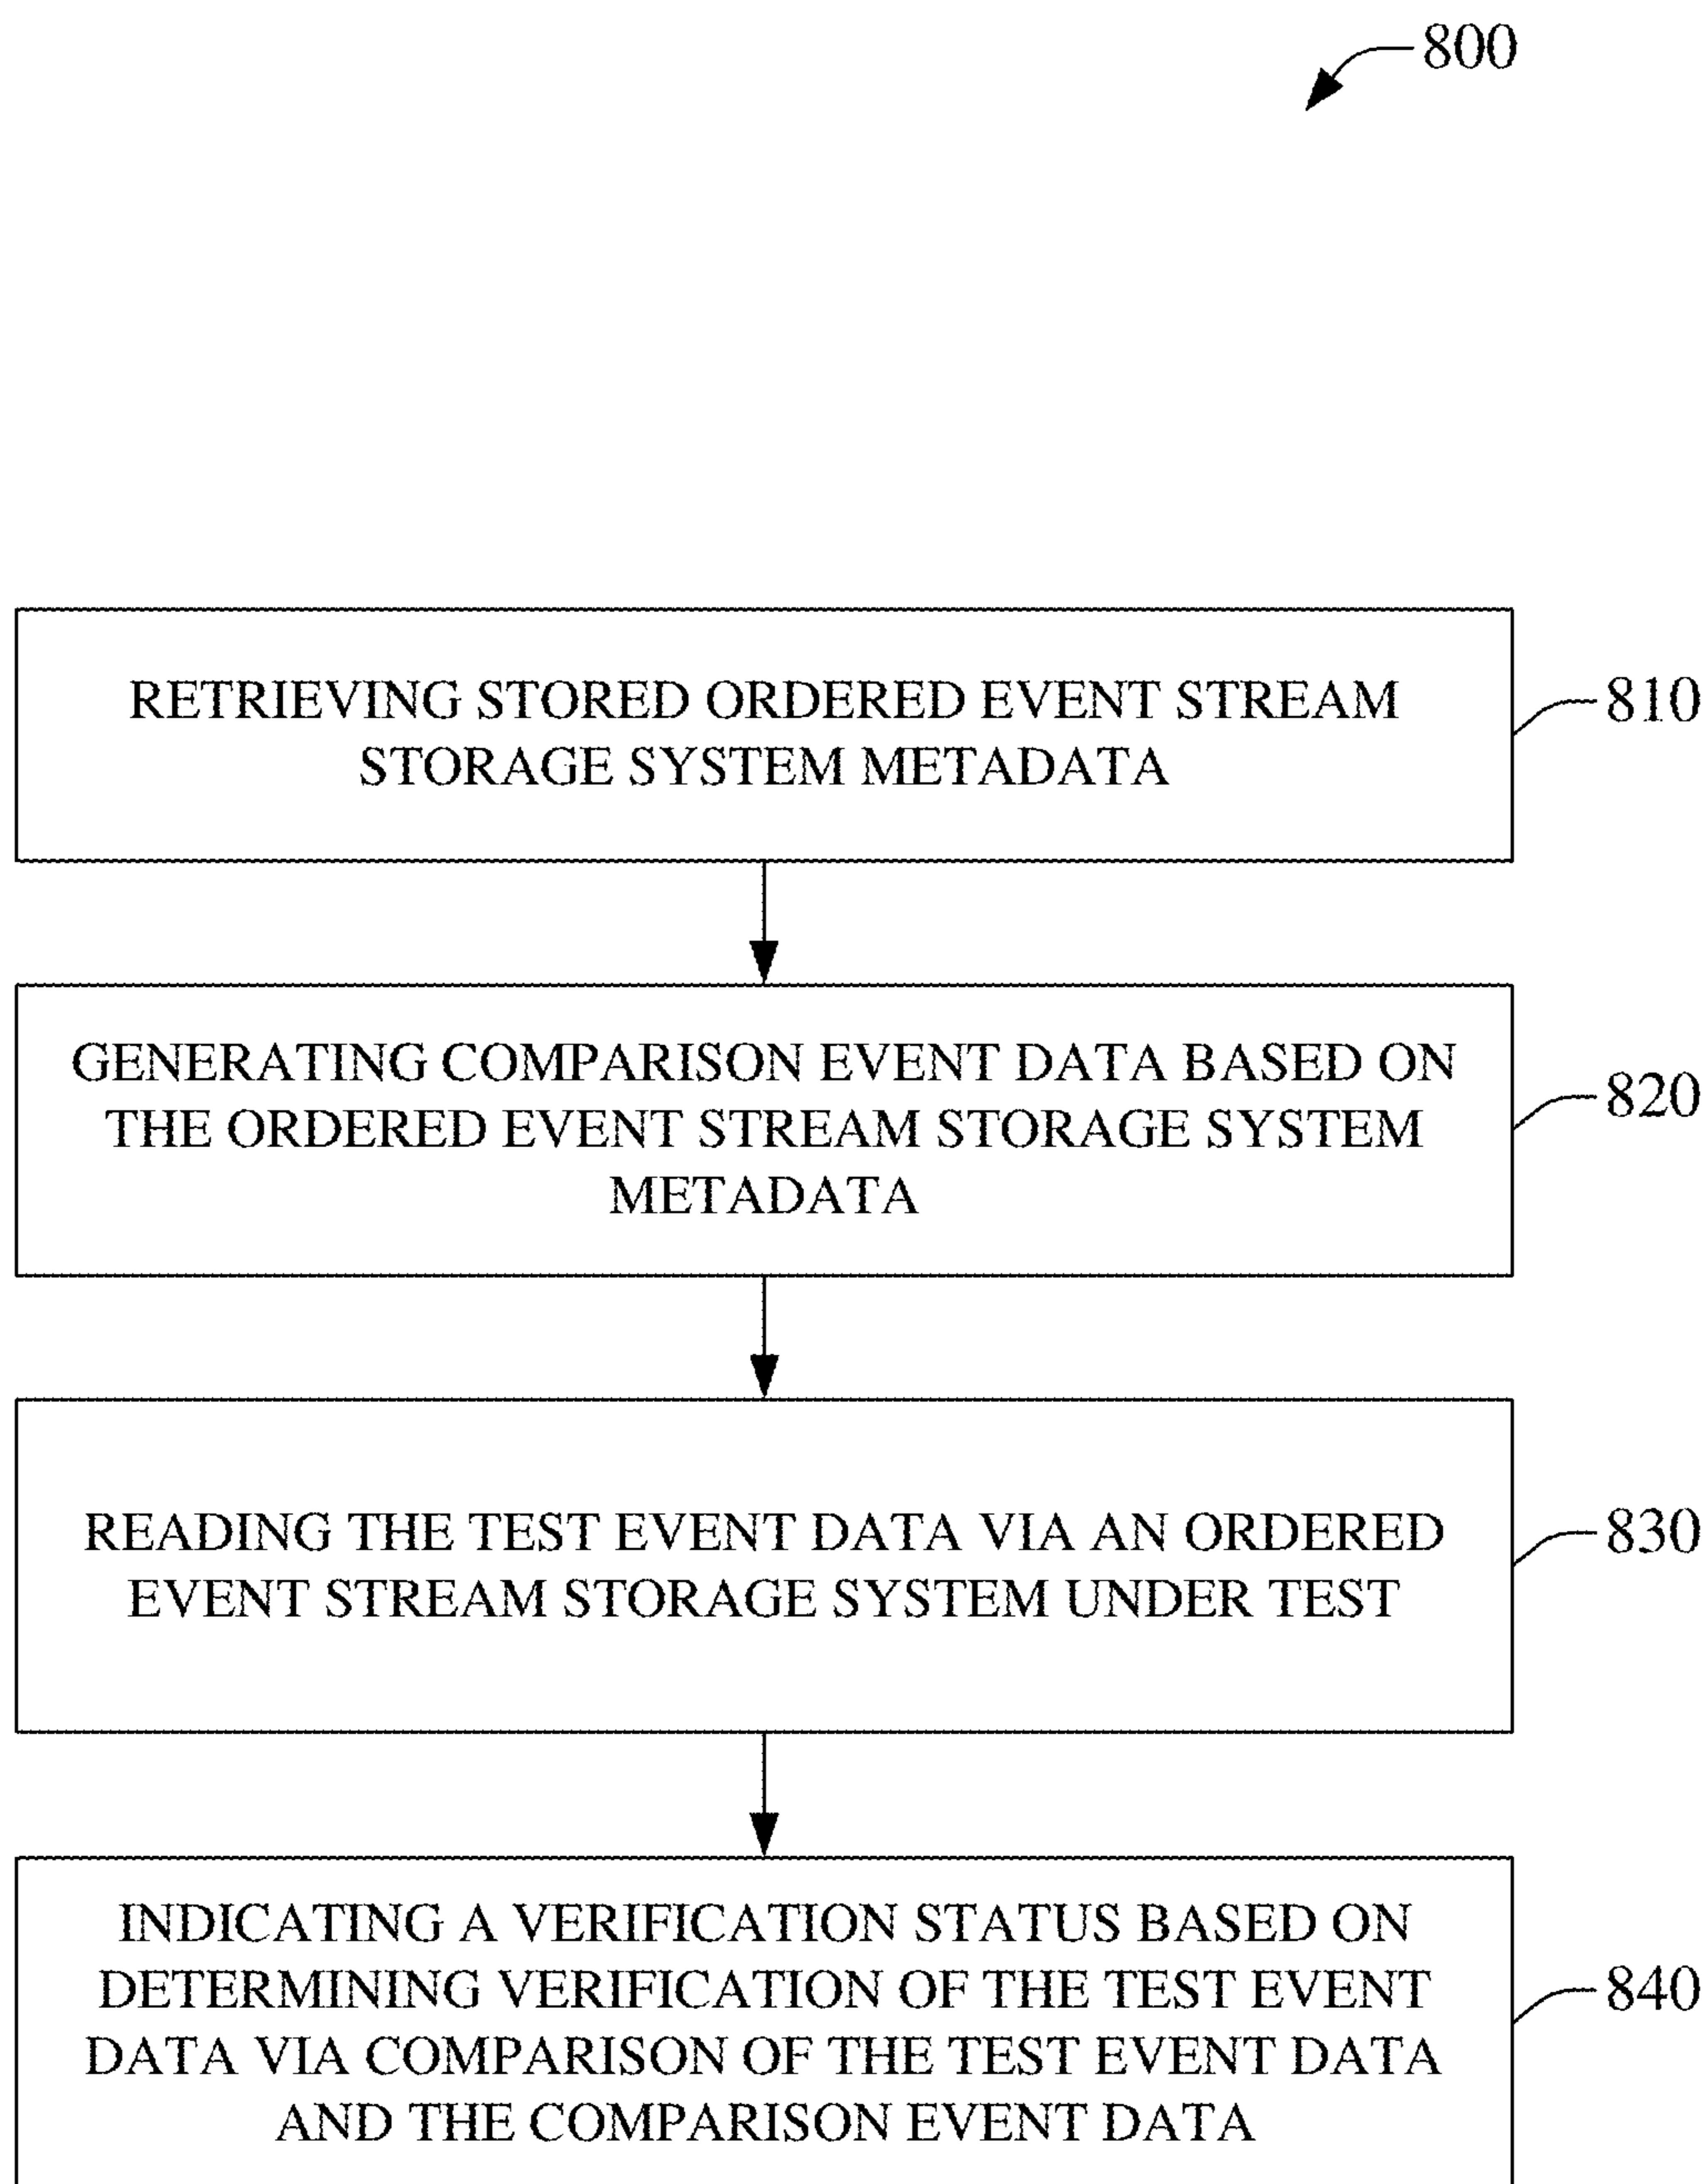 800
RETRIEVING STORED ORDERED EVENT STREAM
STORAGE SYSTEM METADATA
810
GENERATING COMPARISON EVENT DATA BASED ON
THE ORDERED EVENT STREAM STORAGE SYSTEM
METADATA
820
READING THE TEST EVENT DATA VIA AN ORDERED
EVENT STREAM STORAGE SYSTEM UNDER TEST
830
INDICATING A VERIFICATION STATUS BASED ON
DETERMINING VERIFICATION OF THE TEST EVENT
DATA VIA COMPARISON OF THE TEST EVENT DATA
AND THE COMPARISON EVENT DATA
840